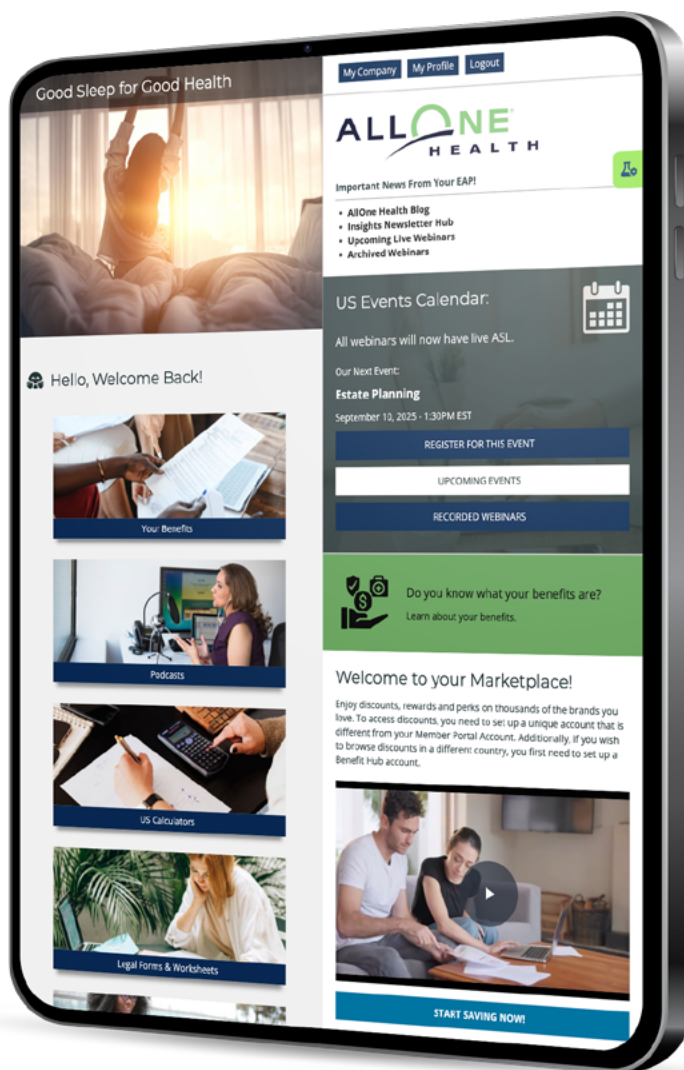 Good Sleep for Good Health
Hello, Welcome Back!
Your Benefits
Podcasts
US Calculators
Legal Forms & Worksheets
My Company
My Profile
Logout
ALLONE
HEALTH
Important News From Your EAP!
• AllOne Health Blog
• Insights Newsletter Hub
• Upcoming Live Webinars
• Archived Webinars
US Events Calendar:
All webinars will now have live ASL.
Our Next Event:
Estate Planning
September 10, 2025 - 1:30PM EST
REGISTER FOR THIS EVENT
UPCOMING EVENTS
RECORDED WEBINARS
Do you know what your benefits are?
Learn about your benefits.
Welcome to your Marketplace!
Enjoy discounts, rewards and perks on thousands of the brands you
love. To access discounts, you need to set up a unique account that is
different from your Member Portal Account. Additionally, if you wish
to browse discounts in a different country, you first need to set up a
Benefit Hub account.
START SAVING NOW!